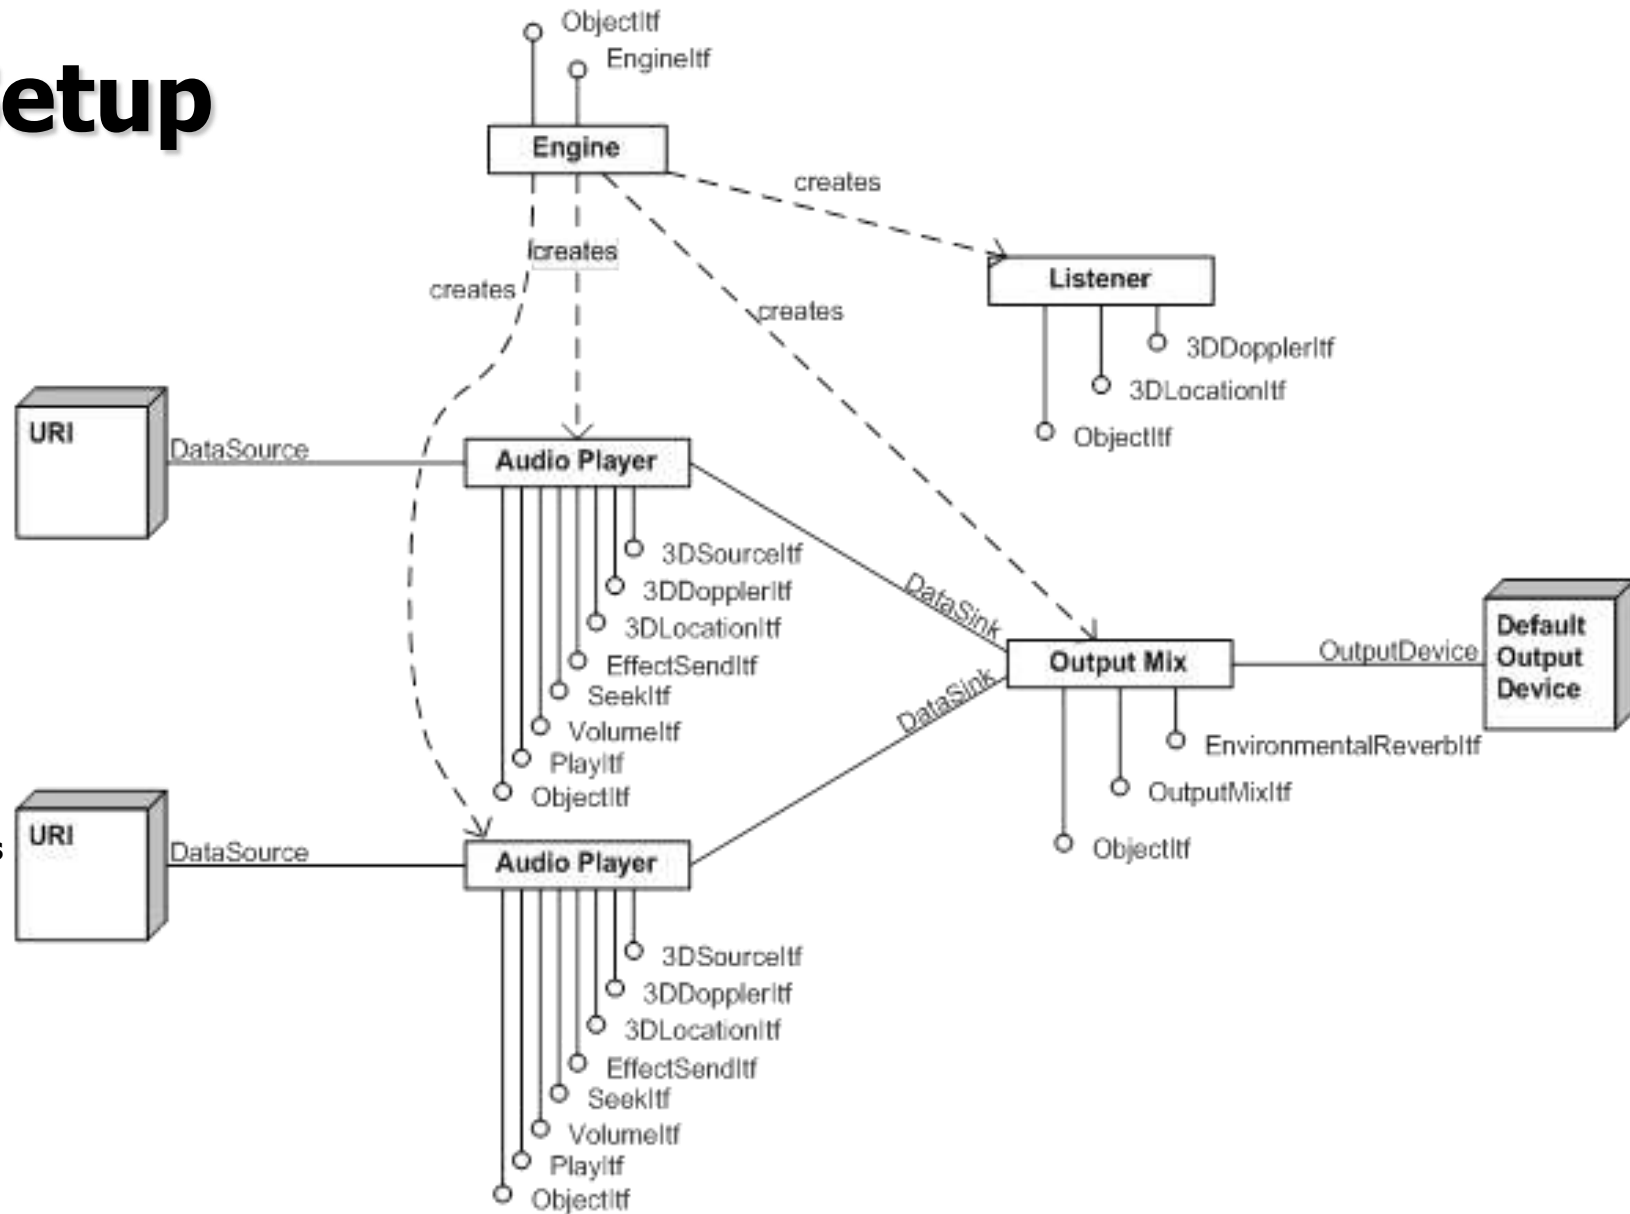 etup
ObjectItf
EngineItf
Engine
creates
creates
creates
creates
Listener
3DDopplerItf
3DLocationItf
ObjectItf
URI
DataSource
Audio Player
3DSourceItf
3DDopplerItf
3DLocationItf
EffectSendItf
SeekItf
VolumeItf
PlayItf
ObjectItf
DataSink
DataSink
Output Mix
OutputDevice
Default
Output
Device
EnvironmentalReverbItf
OutputMixItf
ObjectItf
s
URI
DataSource
Audio Player
3DSourceItf
3DDopplerItf
3DLocationItf
EffectSendItf
SeekItf
VolumeItf
PlayItf
ObjectItf